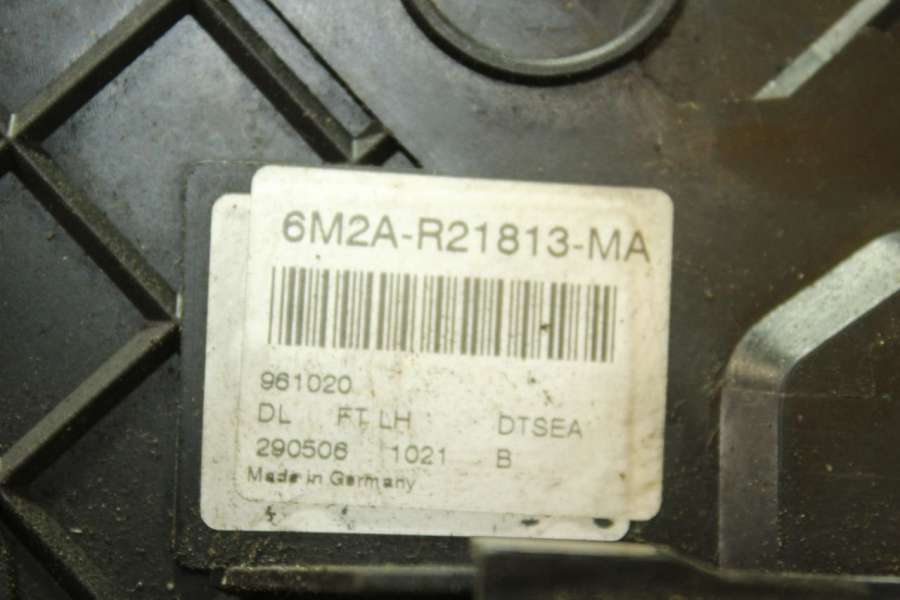 6M2A-R21813-MA
961020
DL FT LH DTSEA
290506 1021 B
Made in Germany